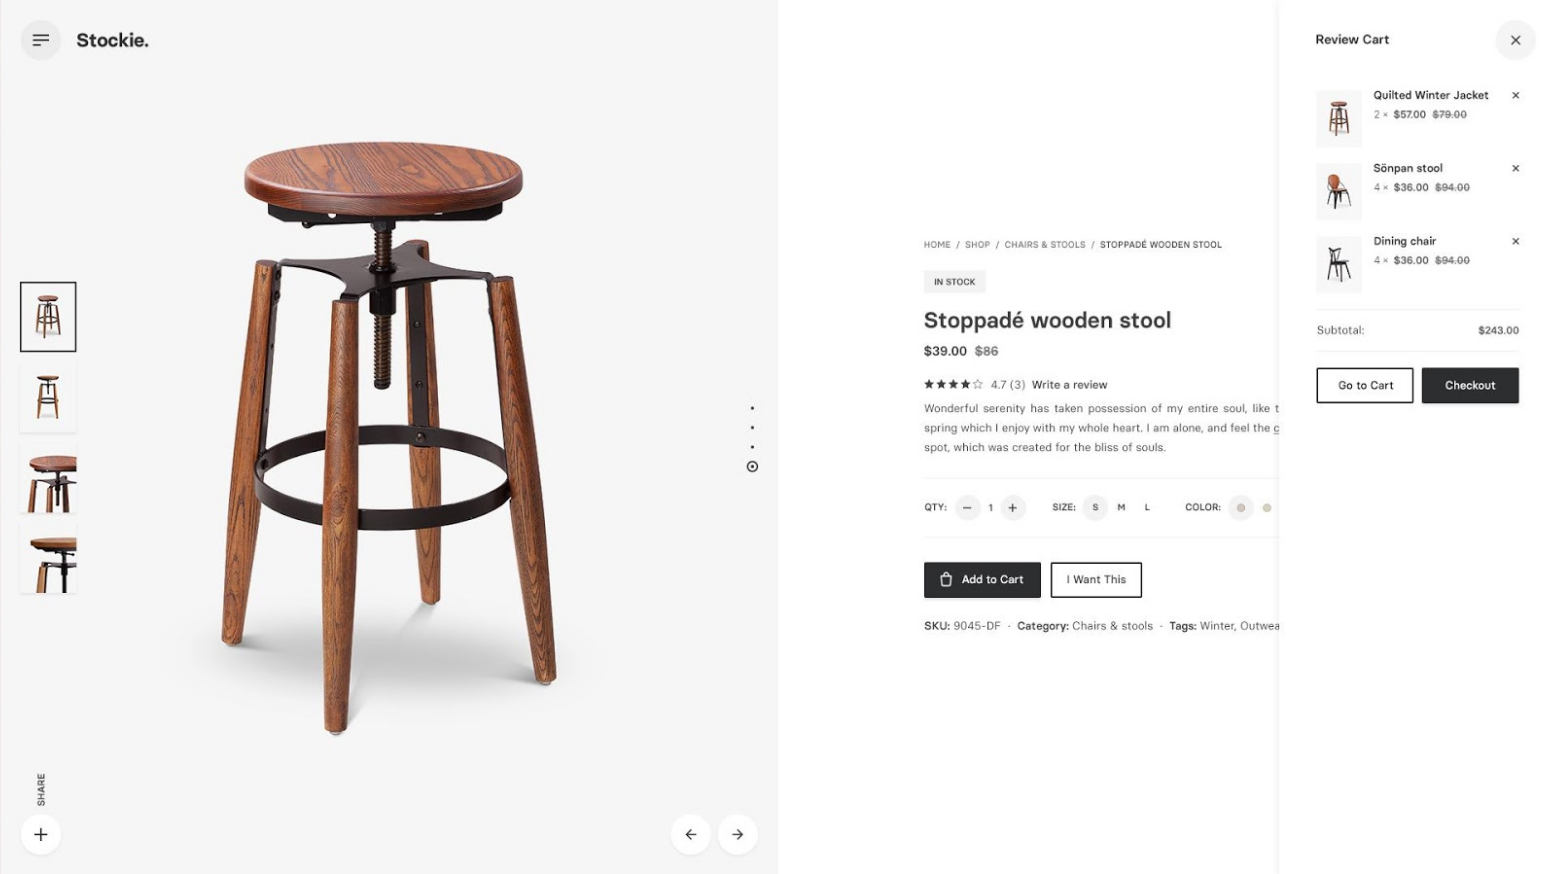 Stockie.
SHARE
HOME / SHOP / CHAIRS & STOOLS / STOPPADÉ WOODEN STOOL
IN STOCK
Stoppadé wooden stool
$39.00 $86
4.7 (3) Write a review
Wonderful serenity has taken possession of my entire soul, like
spring which I enjoy with my whole heart. I am alone, and feel the
spot, which was created for the bliss of souls.
QTY: 1 SIZE: S M L COLOR:
Add to Cart
I Want This
SKU: 9045-DF · Category: Chairs & stools · Tags: Winter,
Review Cart
Quilted Winter Jacket
2 × $57.00 $79.00
Sönpan stool
4 × $36.00 $94.00
Dining chair
4 × $36.00 $94.00
Subtotal: $243.00
Go to Cart
Checkout